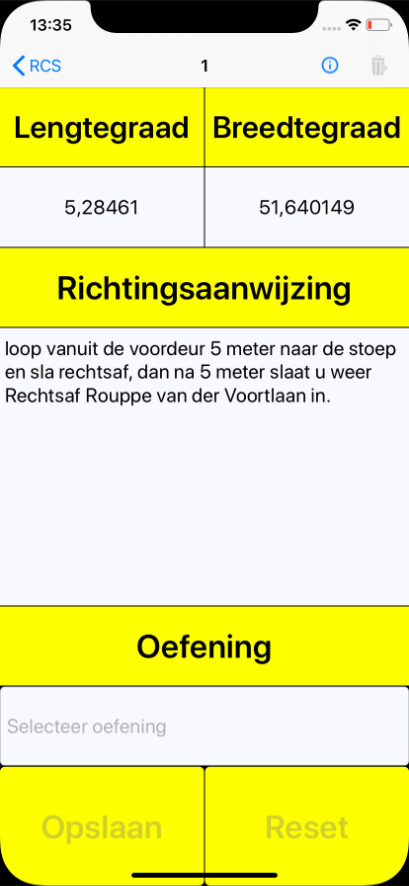 13:35
RCS 1
Lengtegraad Breedtegraad
5,28461 51,640149
Richtingsaanwijzing
loop vanuit de voordeur 5 meter naar de stoep
en sla rechtsaf, dan na 5 meter slaat u weer
Rechtsaf Rouppe van der Voortlaan in.
Oefening
Selecteer oefening
Opslaan Reset